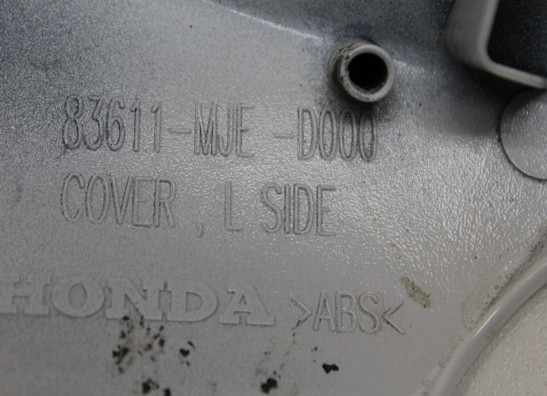 83611-MJE -D000
COVER , L SIDE
HONDA >ABS<